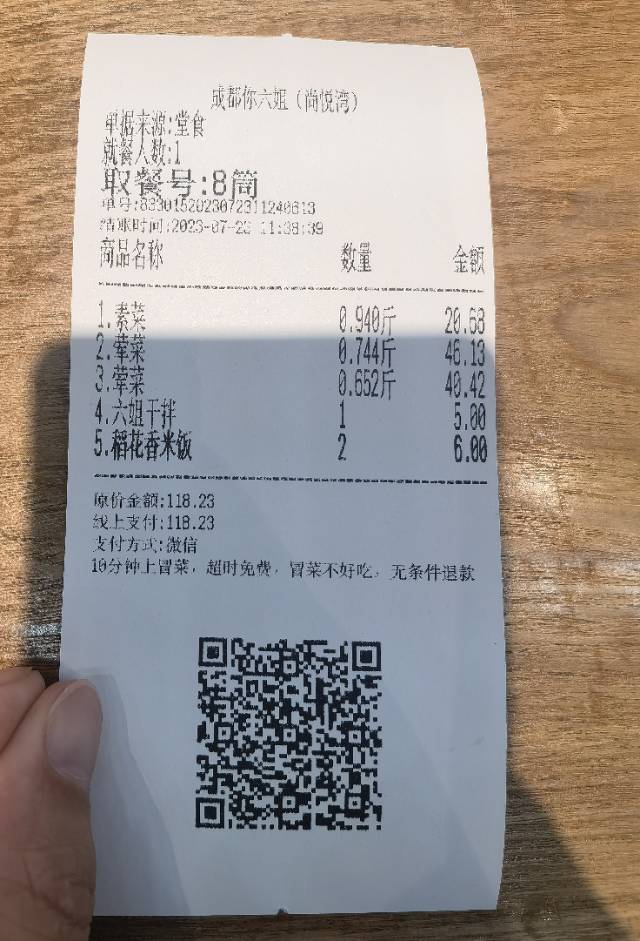 成都你六姐（尚悦湾）
单据来源:堂食
就餐人数:1
取餐号:8筒
单号:8330152023072311240613
结账时间:2023-07-23 11:38:39
商品名称 数量 金额
1.素菜 0.940斤 20.68
2.荤菜 0.744斤 46.13
3.荤菜 0.652斤 40.42
4.六姐干拌 1 5.00
5.稻花香米饭 2 6.00
原价金额:118.23
线上支付:118.23
支付方式:微信
10分钟上冒菜，超时免费，冒菜不好吃，无条件退款